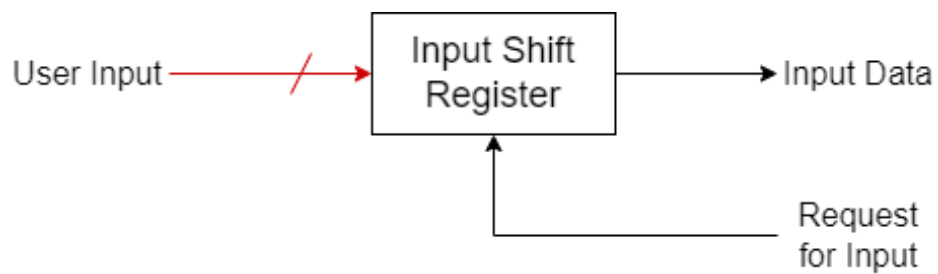 User Input
Input Shift
Register
Input Data
Request
for Input